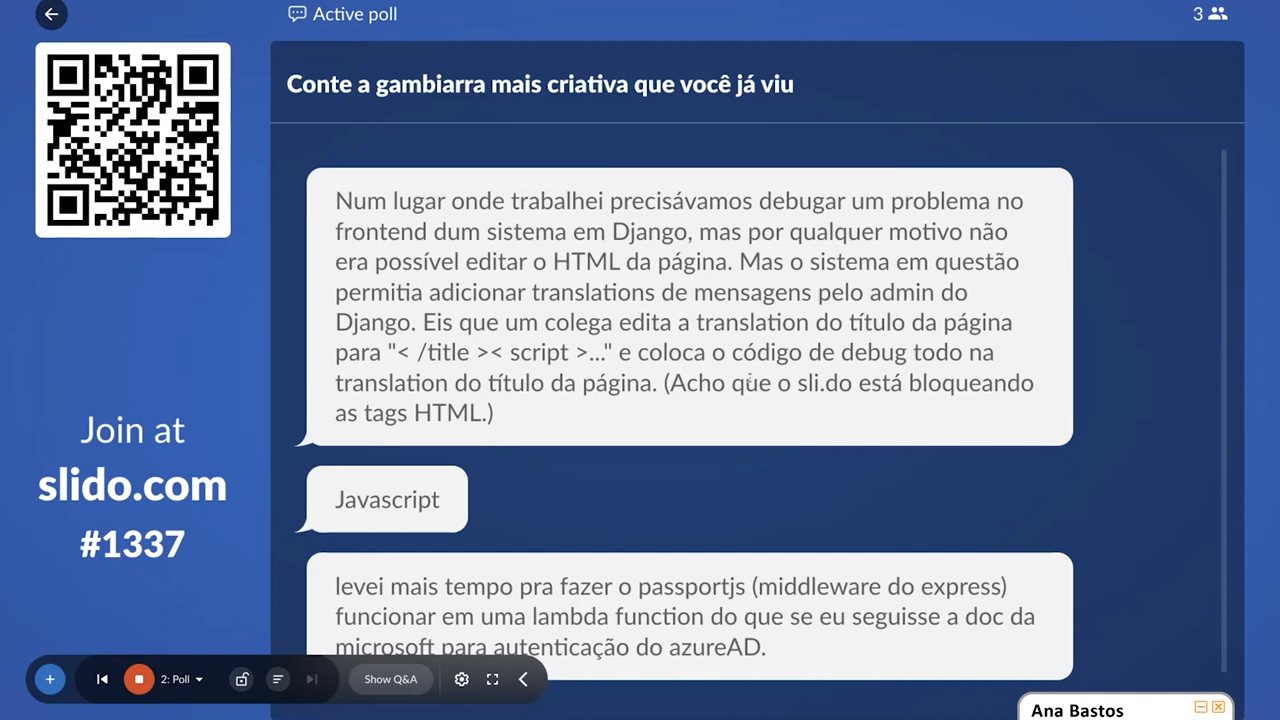 Active poll
3
Conte a gambiarra mais criativa que você já viu
Num lugar onde trabalhei precisávamos debugar um problema no
frontend dum sistema em Django, mas por qualquer motivo não
era possível editar o HTML da página. Mas o sistema em questão
permitia adicionar translations de mensagens pelo admin do
Django. Eis que um colega edita a translation do título da página
para "< /title >< script >..." e coloca o código de debug todo na
translation do título da página. (Acho que o sli.do está bloqueando
as tags HTML.)
Join at
slido.com
#1337
Javascript
levei mais tempo pra fazer o passportjs (middleware do express)
funcionar em uma lambda function do que se eu seguisse a doc da
microsoft para autenticação do azureAD.
2: Poll
Show Q&A
Ana Bastos